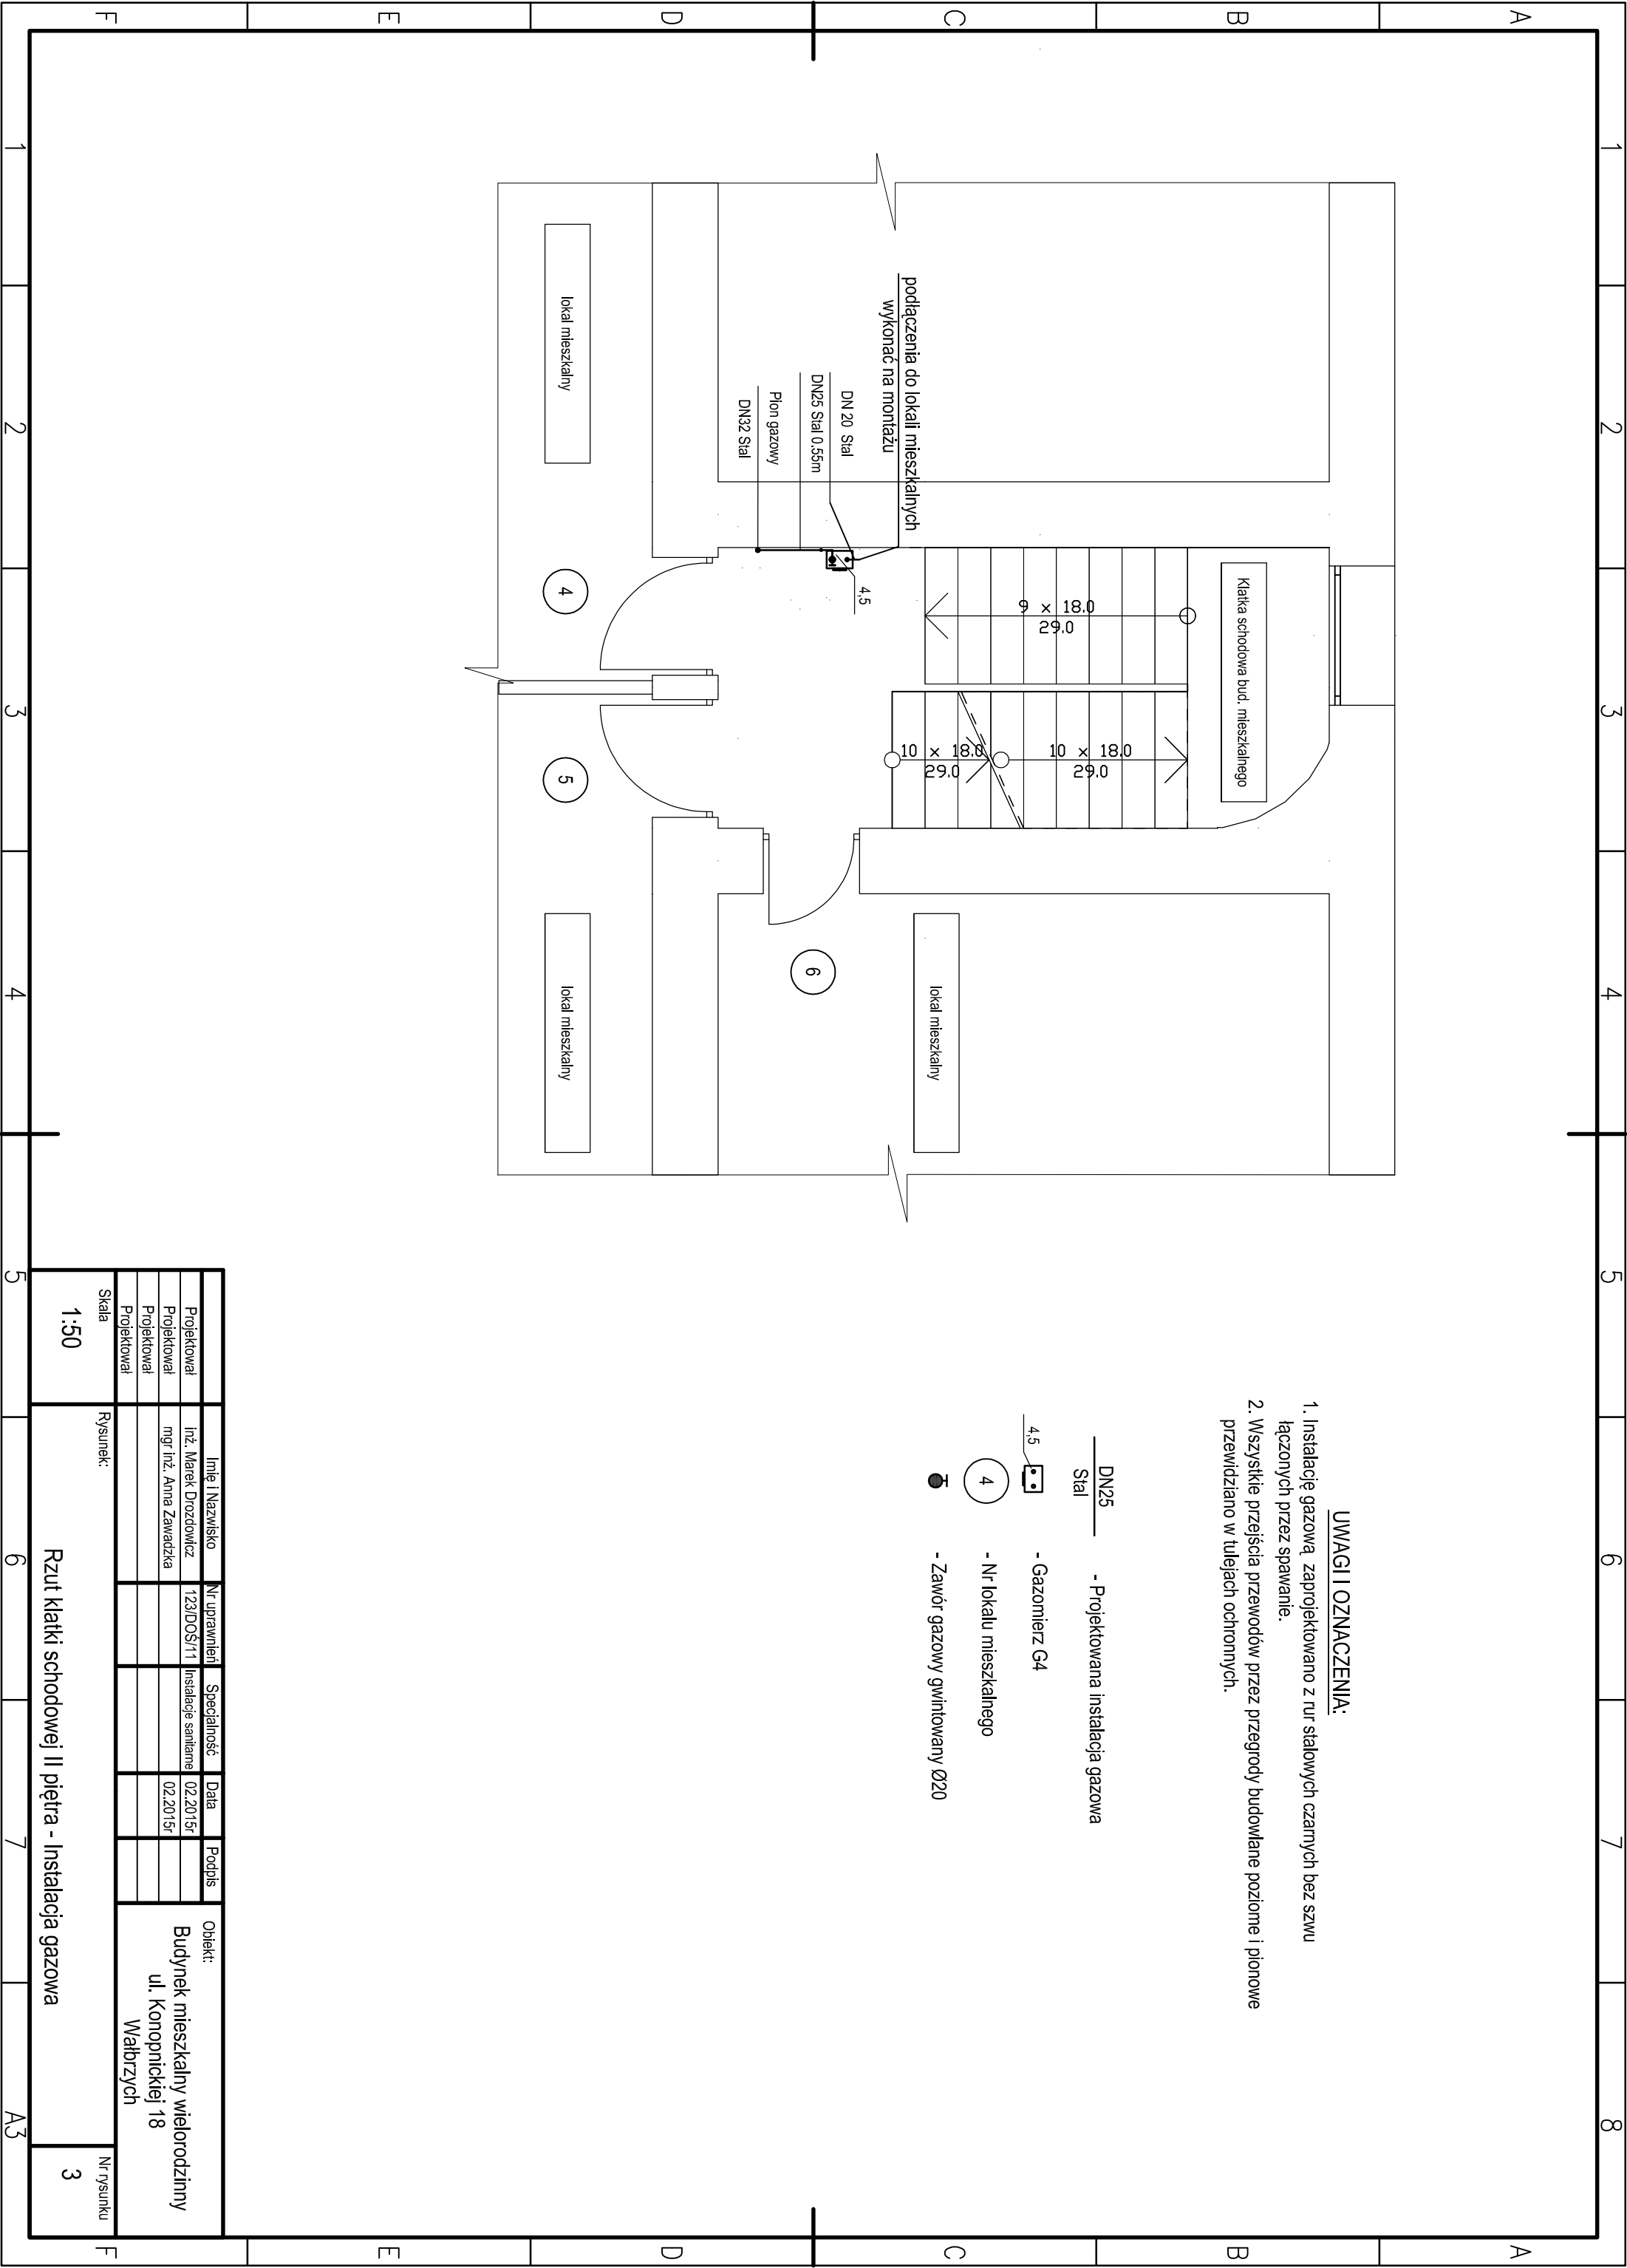 1
2
3
4
5
6
7
8
A
B
C
D
E
F
A
B
C
D
E
F
1
2
3
4
5
6
7
A3
Klatka schodowa bud. mieszkalnego
9 x 18.0
29.0
10 x 18.0
29.0
10 x 18.0
29.0
podłączenia do lokali mieszkalnych
wykonać na montażu
DN 20 Stal
DN25 Stal 0,55m
Pion gazowy
DN32 Stal
4,5
lokal mieszkalny
6
lokal mieszkalny
4
5
lokal mieszkalny
UWAGI I OZNACZENIA:
1. Instalację gazową zaprojektowano z rur stalowych czarnych bez szwu
łączonych przez spawanie.
2. Wszystkie przejścia przewodów przez przegrody budowlane poziome i pionowe
przewidziano w tulejach ochronnych.
DN25
Stal
- Projektowana instalacja gazowa
4,5
- Gazomierz G4
4
- Nr lokalu mieszkalnego
- Zawór gazowy gwintowany Ø20
Imię i Nazwisko Nr uprawnień Specjalność Data Podpis
Projektował inż. Marek Drozdowicz 123/DOŚ/11 Instalacje sanitarne 02.2015r
Projektował mgr inż. Anna Zawadzka 02.2015r
Projektował
Projektował
Obiekt:
Budynek mieszkalny wielorodzinny
ul. Konopnickiej 18
Wałbrzych
Skala
1:50
Rysunek:
Rzut klatki schodowej II piętra - Instalacja gazowa
Nr rysunku
3